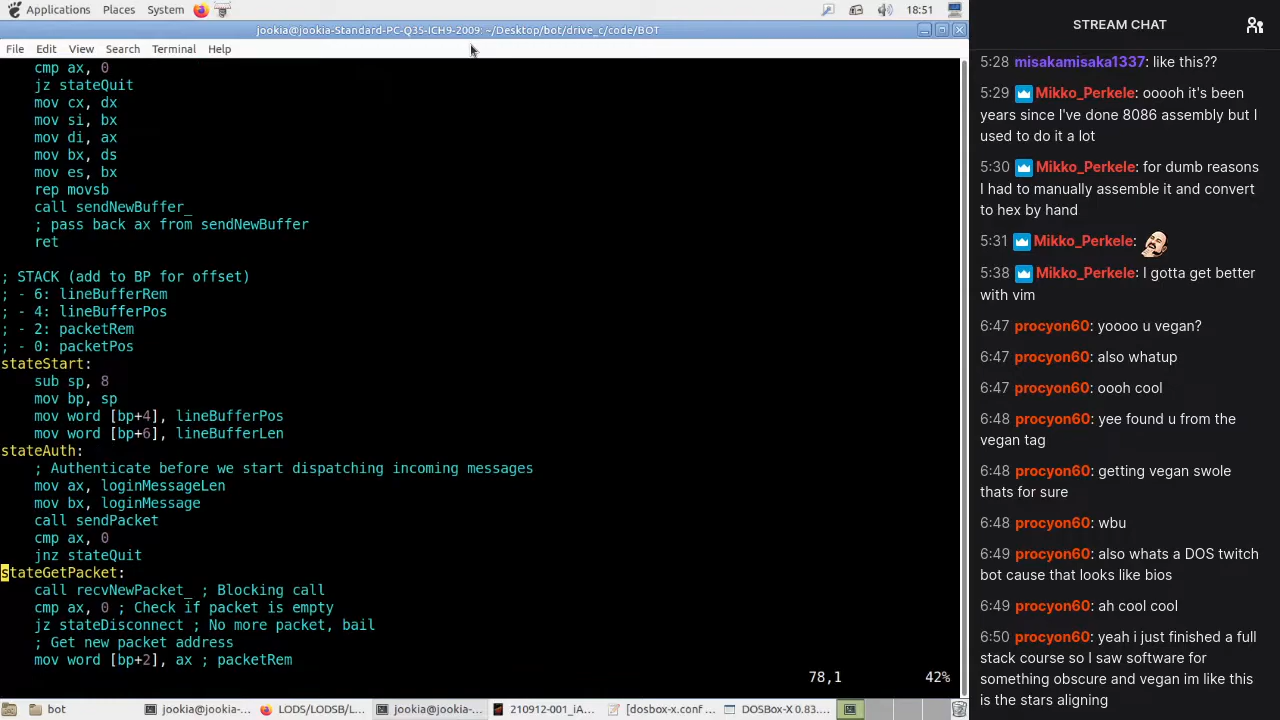 Applications Places System 18:51
jookia@jookia-Standard-PC-Q35-ICH9-2009: ~/Desktop/bot/drive_c/code/BOT
File Edit View Search Terminal Help
cmp ax, 0
jz stateQuit
mov cx, dx
mov si, bx
mov di, ax
mov bx, ds
mov es, bx
rep movsb
call sendNewBuffer_
; pass back ax from sendNewBuffer
ret
; STACK (add to BP for offset)
; - 6: lineBufferRem
; - 4: lineBufferPos
; - 2: packetRem
; - 0: packetPos
stateStart:
sub sp, 8
mov bp, sp
mov word [bp+4], lineBufferPos
mov word [bp+6], lineBufferLen
stateAuth:
; Authenticate before we start dispatching incoming messages
mov ax, loginMessageLen
mov bx, loginMessage
call sendPacket
cmp ax, 0
jnz stateQuit
stateGetPacket:
call recvNewPacket_ ; Blocking call
cmp ax, 0 ; Check if packet is empty
jz stateDisconnect ; No more packet, bail
; Get new packet address
mov word [bp+2], ax ; packetRem
78,1 42%
bot jookia@jookia-... LODS/LODSB/L... jookia@jookia-... 210912-001_iA... [dosbox-x.conf ... DOSBox-X 0.83....
STREAM CHAT
5:28 misakamisaka1337: like this??
5:29 Mikko_Perkele: ooooh it's been
years since I've done 8086 assembly but I
used to do it a lot
5:30 Mikko_Perkele: for dumb reasons
I had to manually assemble it and convert
to hex by hand
5:31 Mikko_Perkele:
5:38 Mikko_Perkele: I gotta get better
with vim
6:47 procyon60: yoooo u vegan?
6:47 procyon60: also whatup
6:47 procyon60: oooh cool
6:48 procyon60: yee found u from the
vegan tag
6:48 procyon60: getting vegan swole
thats for sure
6:48 procyon60: wbu
6:49 procyon60: also whats a DOS twitch
bot cause that looks like bios
6:49 procyon60: ah cool cool
6:50 procyon60: yeah i just finished a full
stack course so I saw software for
something obscure and vegan im like this
is the stars aligning